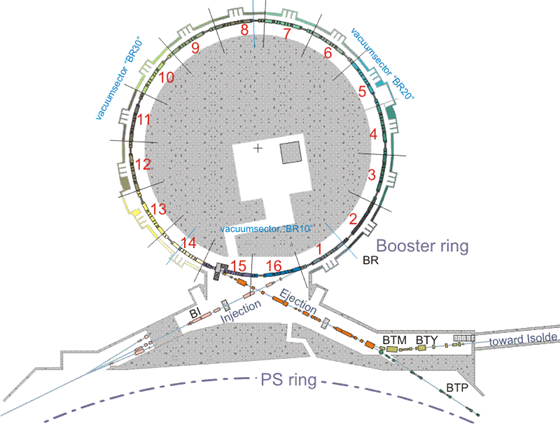 8
7
9
6
vacuumsector "BR30"
vacuumsector "BR20"
10
5
11
4
12
3
13
2
vacuumsector "BR10"
14
1
Booster ring
15
16
BR
BI
Injection
Ejection
BTM
BTY
toward Isolde
PS ring
BTP